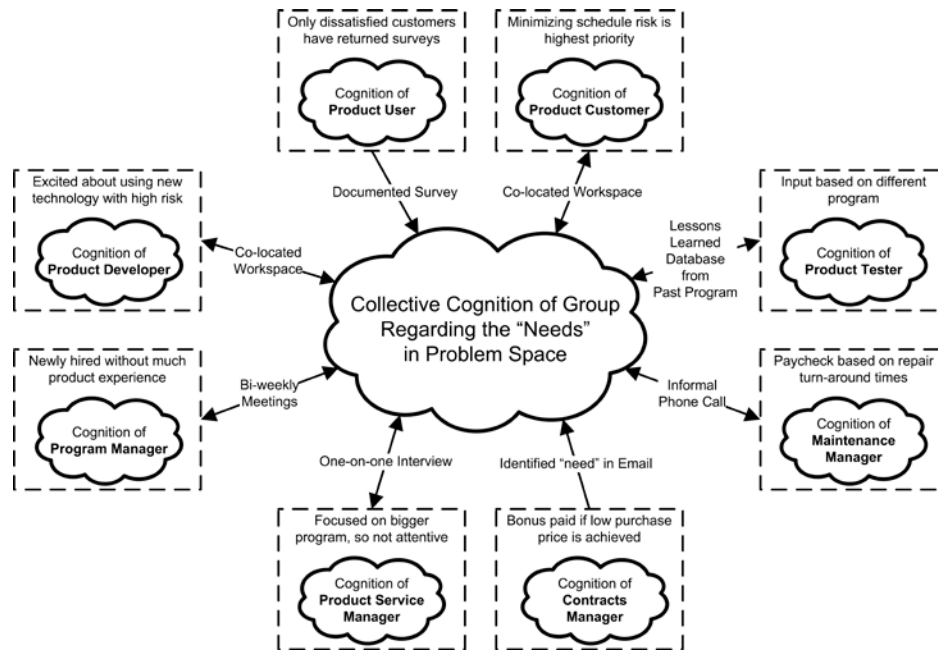 Only dissatisfied customers
have returned surveys
Cognition of
Product User
Minimizing schedule risk is
highest priority
Cognition of
Product Customer
Documented Survey
Co-located Workspace
Excited about using new
technology with high risk
Cognition of
Product Developer
Co-located
Workspace
Input based on different
program
Cognition of
Product Tester
Lessons
Learned
Database
from
Past Program
Collective Cognition of Group
Regarding the “Needs”
in Problem Space
Newly hired without much
product experience
Cognition of
Program Manager
Bi-weekly
Meetings
Paycheck based on repair
turn-around times
Cognition of
Maintenance
Manager
Informal
Phone Call
One-on-one Interview
Identified “need” in Email
Focused on bigger
program, so not attentive
Cognition of
Product Service
Manager
Bonus paid if low purchase
price is achieved
Cognition of
Contracts
Manager